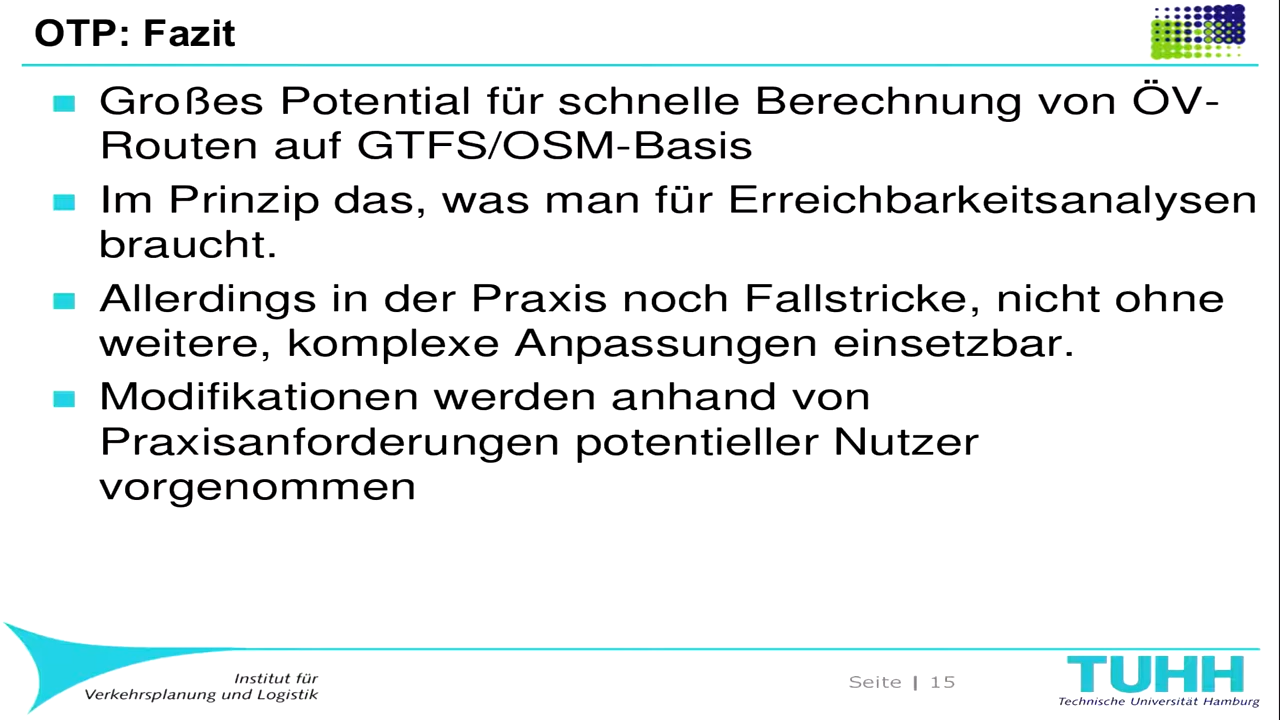 OTP: Fazit
Großes Potential für schnelle Berechnung von ÖV-
Routen auf GTFS/OSM-Basis
Im Prinzip das, was man für Erreichbarkeitsanalysen
braucht.
Allerdings in der Praxis noch Fallstricke, nicht ohne
weitere, komplexe Anpassungen einsetzbar.
Modifikationen werden anhand von
Praxisanforderungen potentieller Nutzer
vorgenommen
Institut für
Verkehrsplanung und Logistik
Seite | 15
TUHH
Technische Universität Hamburg